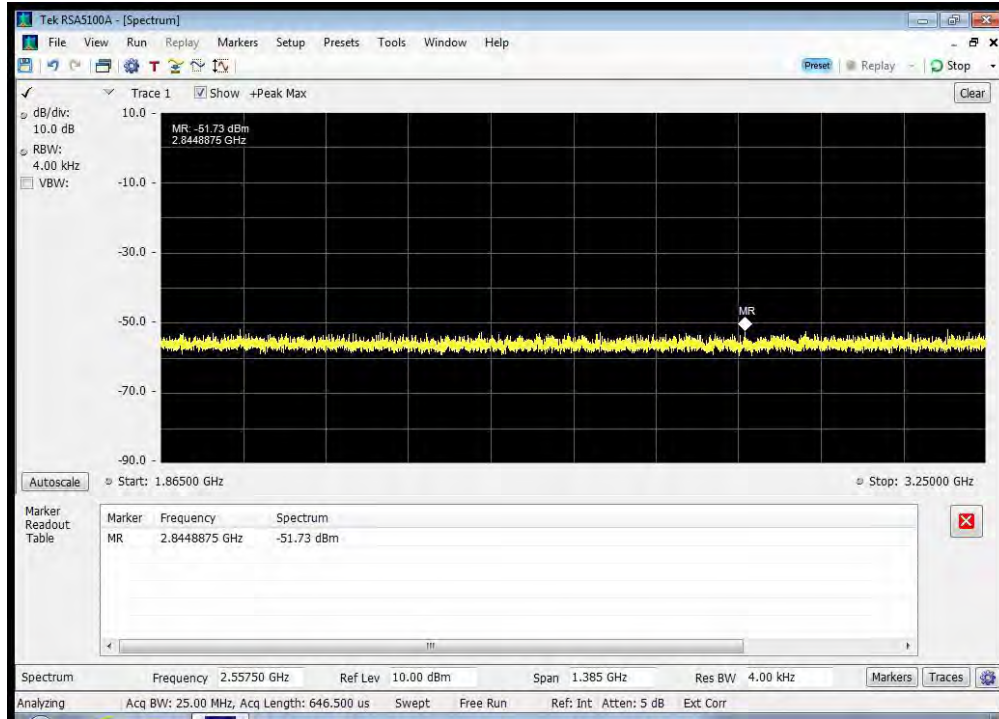 Tek RSA5100A - [Spectrum]
File View Run Replay Markers Setup Presets Tools Window Help
T
Preset Replay Stop
Trace 1 Show +Peak Max Clear
dB/div:
10.0 dB
RBW:
4.00 kHz
VBW:
10.0
-10.0
-30.0
-50.0
-70.0
-90.0
MR: -51.73 dBm
2.8448875 GHz
MR
Autoscale Start: 1.86500 GHz Stop: 3.25000 GHz
Marker
Readout
Table
Marker Frequency Spectrum
MR 2.8448875 GHz -51.73 dBm
Spectrum Frequency 2.55750 GHz Ref Lev 10.00 dBm Span 1.385 GHz Res BW 4.00 kHz Markers Traces
Analyzing Acq BW: 25.00 MHz, Acq Length: 646.500 us Swept Free Run Ref: Int Atten: 5 dB Ext Corr